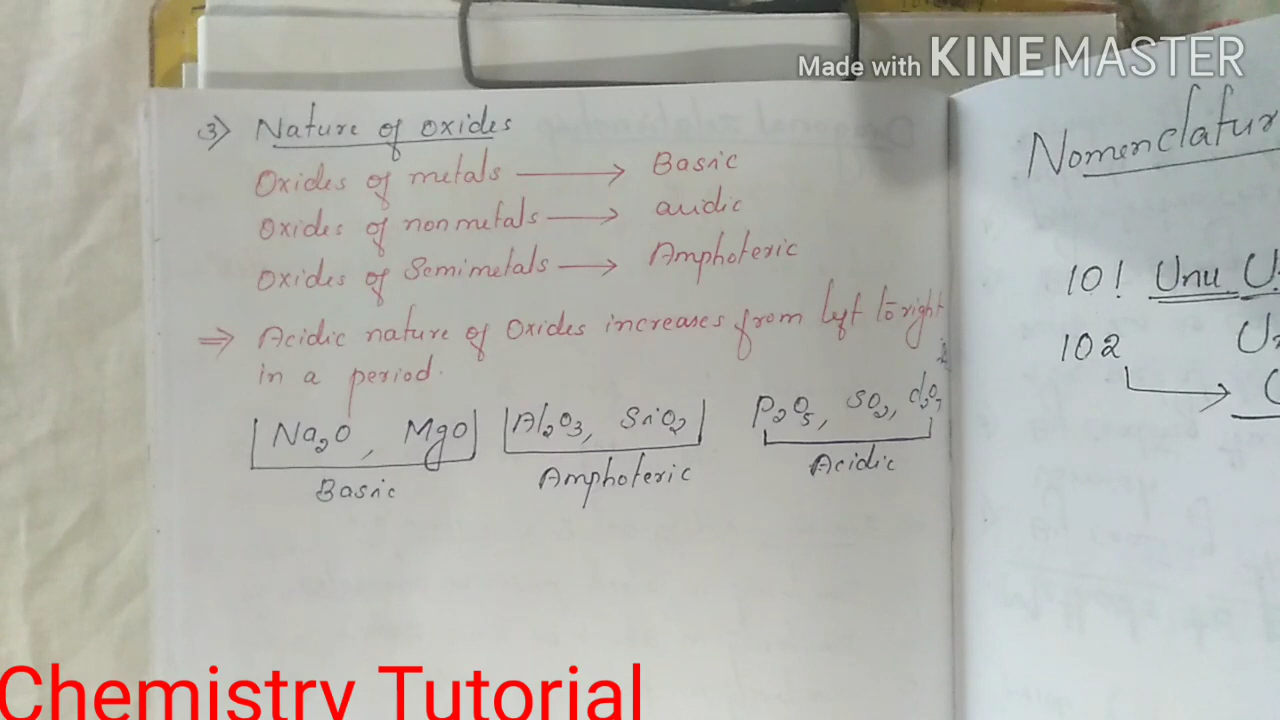 Made with KINEMASTER
3) Nature of oxides
Oxides of metals → Basic
Oxides of nonmetals → acidic
Oxides of Semimetals → Amphoteric
⇒ Acidic nature of Oxides increases from left to right
in a period.
Na₂O, MgO Al₂O₃, SiO₂ P₂O₅, SO₂, Cl₂O₇
Basic Amphoteric Acidic
Nomenclatur
101 Unu U
102 U
Chemistry Tutorial